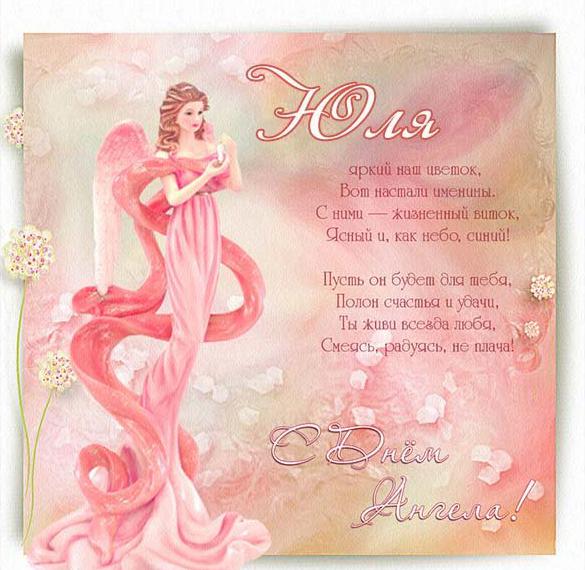 Юля
яркий наш цветок,
Вот настали именины.
С ними — жизненный виток,
Ясный и, как небо, синий!
Пусть он будет для тебя,
Полон счастья и удачи,
Ты живи всегда любя,
Смеясь, радуясь, не плача!
С Днём
Ангела!